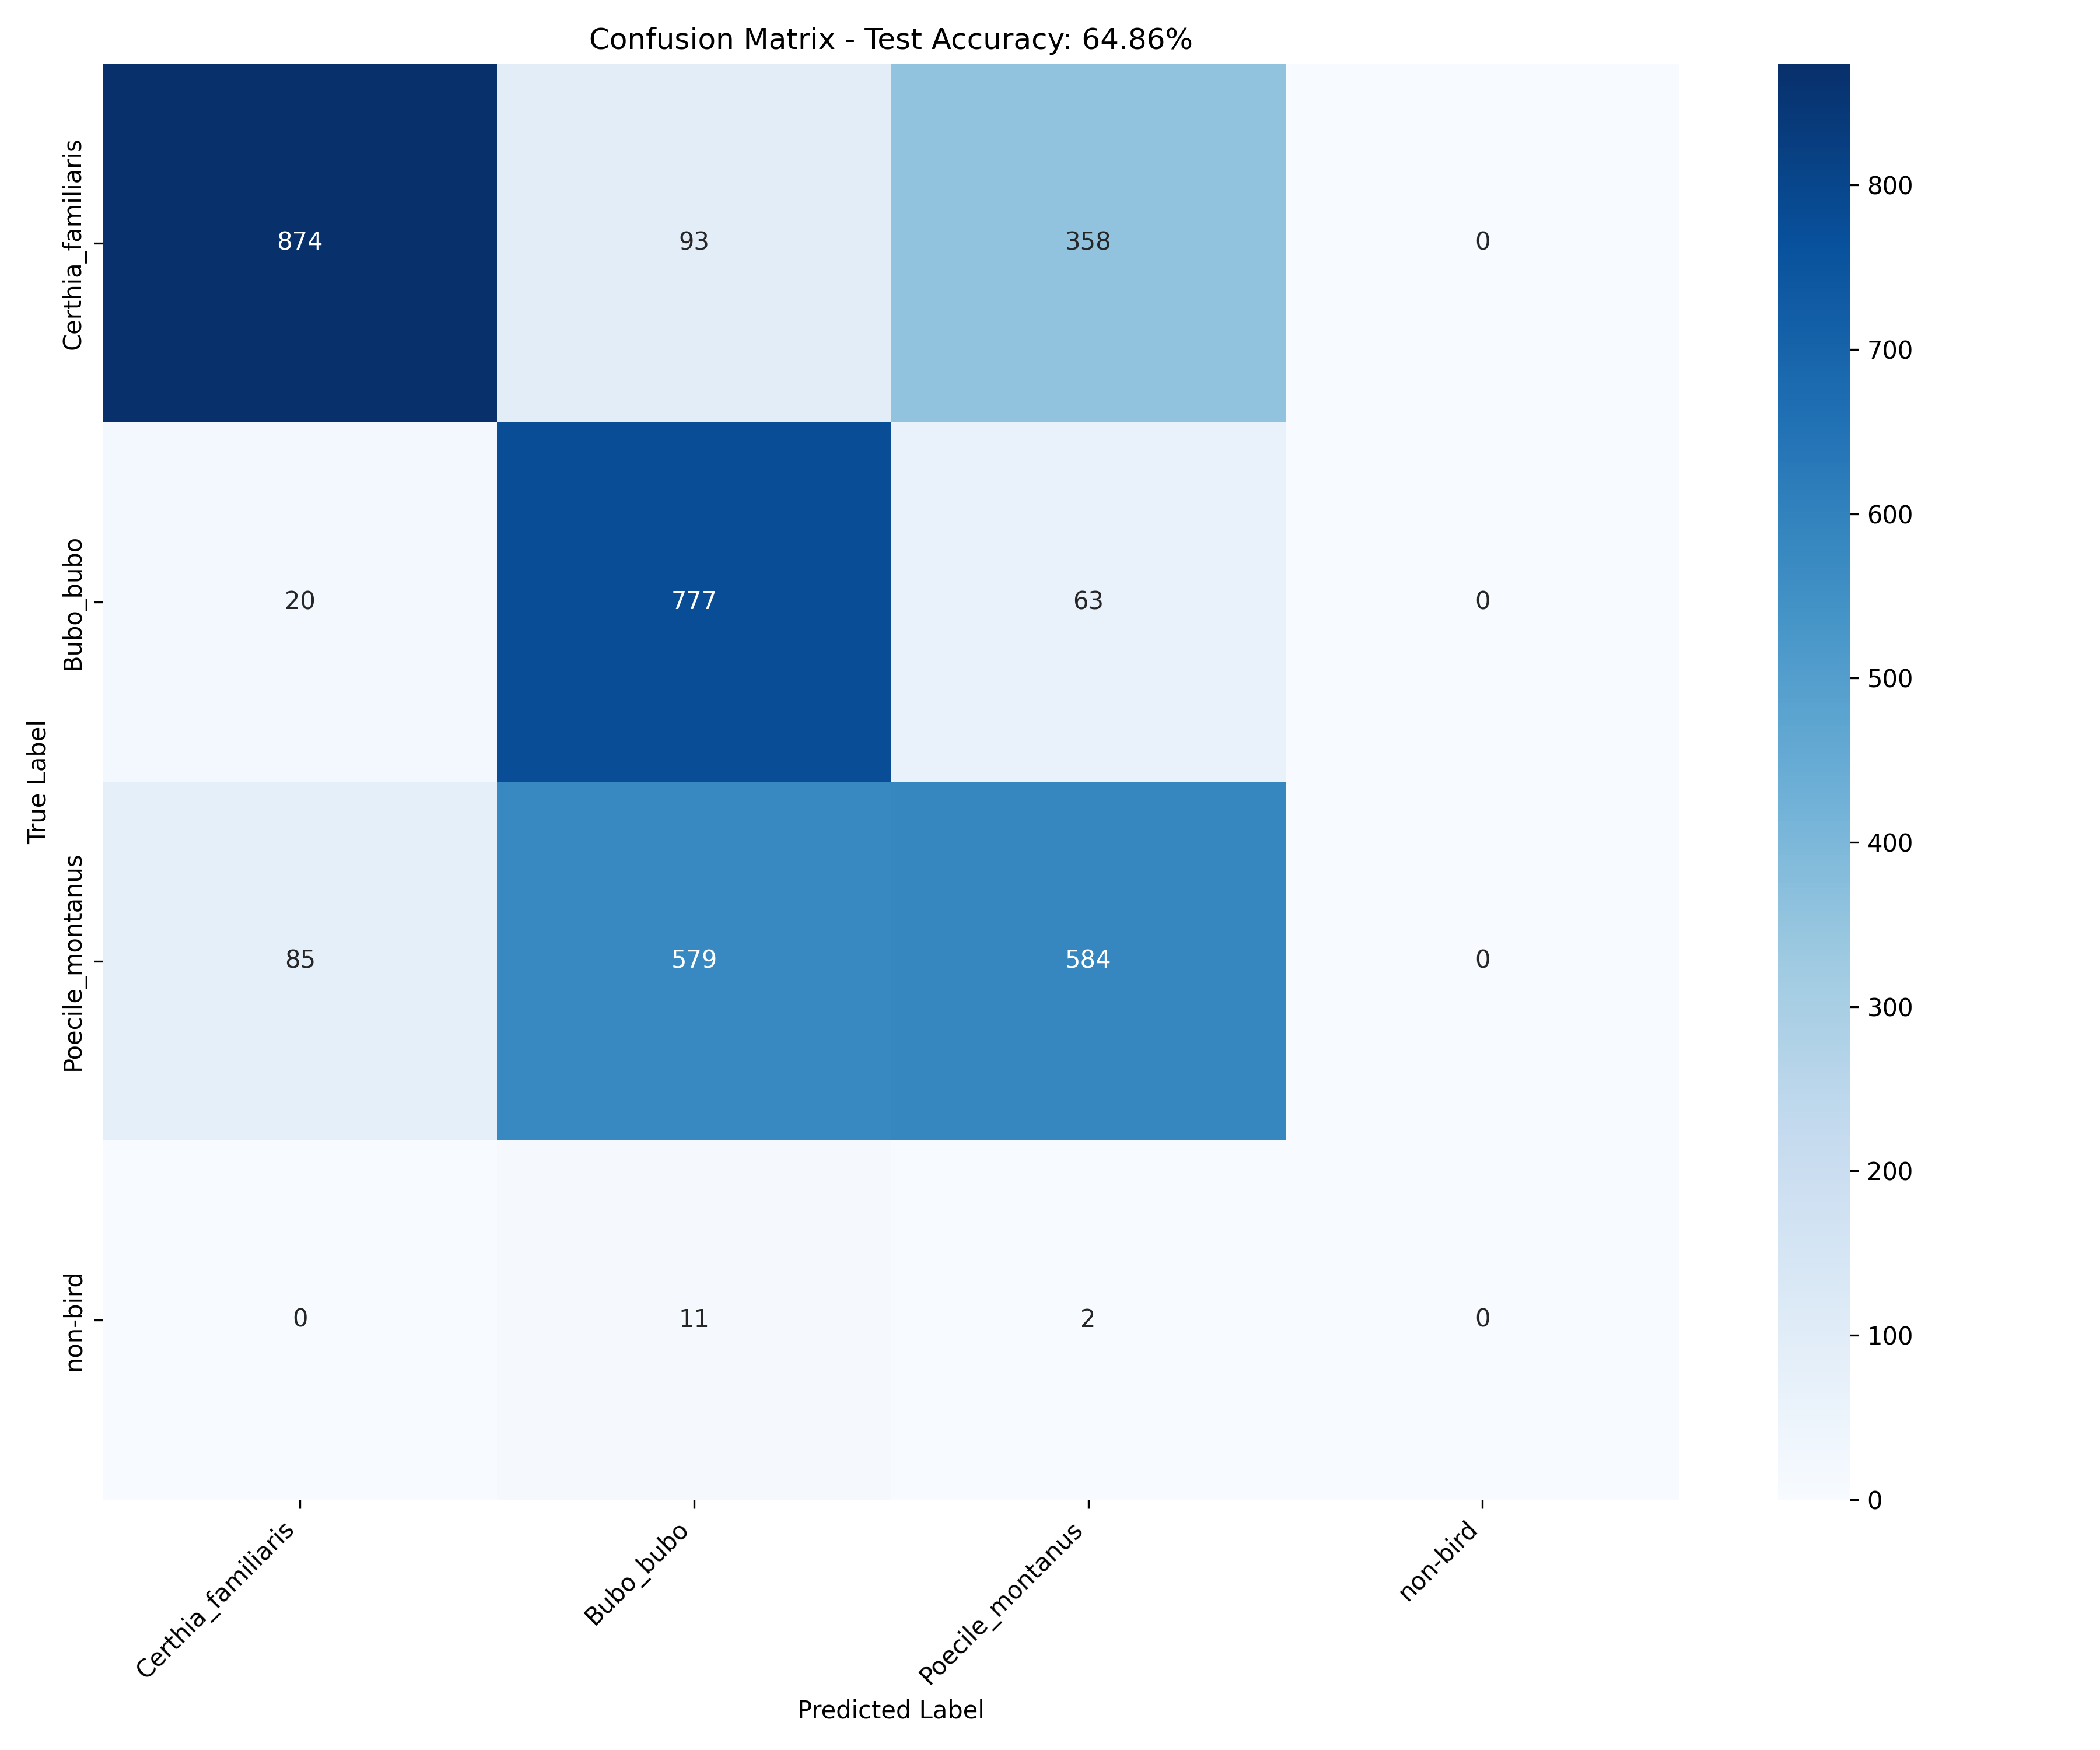 Confusion Matrix - Test Accuracy: 64.86%
True Label
Certhia_familiaris
874 93 358 0
Bubo_bubo
20 777 63 0
Poecile_montanus
85 579 584 0
non-bird
0 11 2 0
Certhia_familiaris
Bubo_bubo
Poecile_montanus
non-bird
Predicted Label
800
700
600
500
400
300
200
100
0